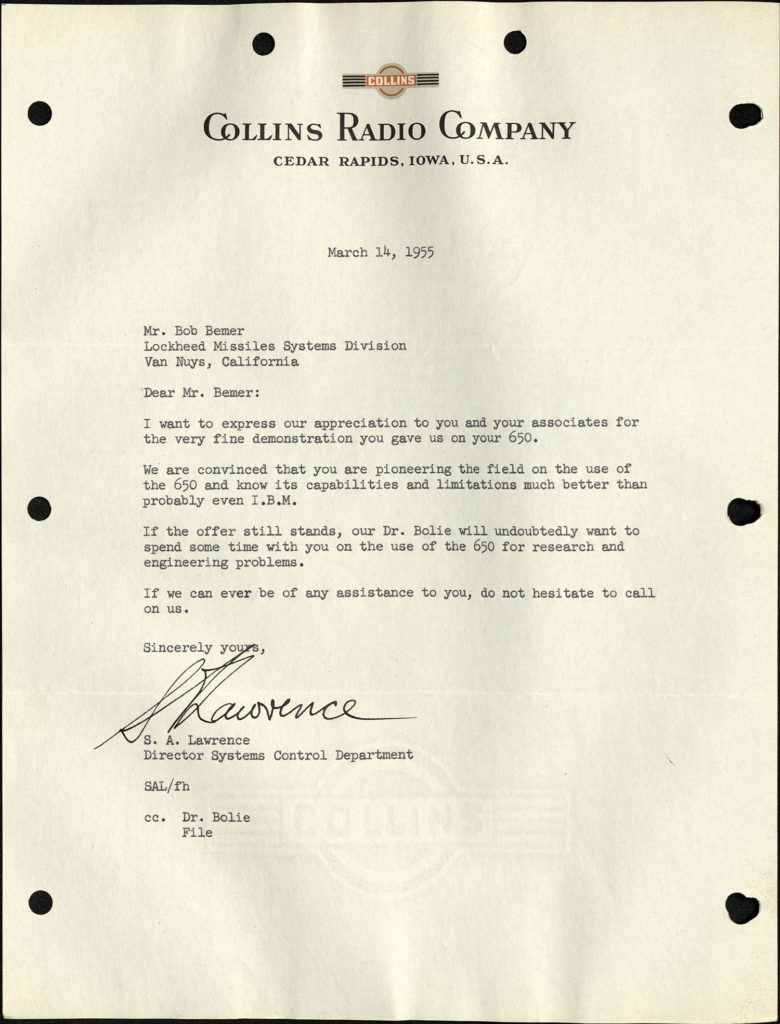 COLLINS
COLLINS RADIO COMPANY
CEDAR RAPIDS, IOWA, U.S.A.
March 14, 1955
Mr. Bob Bemer
Lockheed Missiles Systems Division
Van Nuys, California
Dear Mr. Bemer:
I want to express our appreciation to you and your associates for
the very fine demonstration you gave us on your 650.
We are convinced that you are pioneering the field on the use of
the 650 and know its capabilities and limitations much better than
probably even I.B.M.
If the offer still stands, our Dr. Bolie will undoubtedly want to
spend some time with you on the use of the 650 for research and
engineering problems.
If we can ever be of any assistance to you, do not hesitate to call
on us.
Sincerely yours,
S Lawrence
S. A. Lawrence
Director Systems Control Department
SAL/fh
cc. Dr. Bolie
File
COLLINS